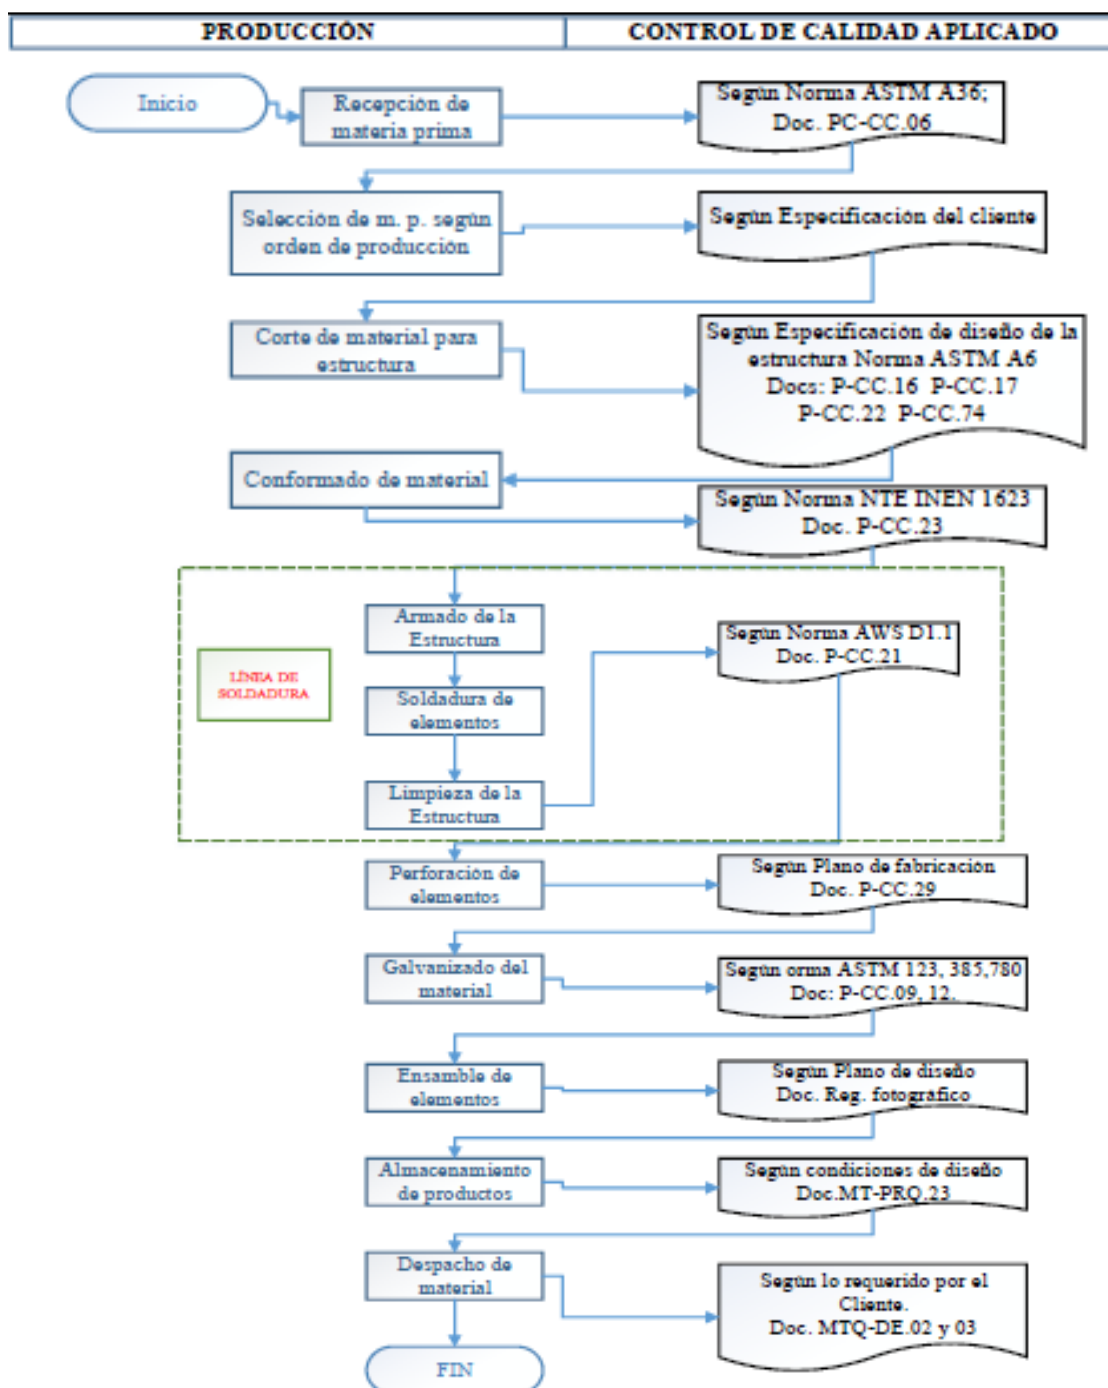 PRODUCCIÓN
CONTROL DE CALIDAD APLICADO
Inicio
Recepción de
materia prima
Según Norma ASTM A36;
Doc. PC-CC.06
Selección de m. p. según
orden de producción
Según Especificación del cliente
Corte de material para
estructura
Según Especificación de diseño de la
estructura Norma ASTM A6
Docs: P-CC.16 P-CC.17
P-CC.22 P-CC.74
Conformado de material
Según Norma NTE INEN 1623
Doc. P-CC.23
LÍNEA DE
SOLDADURA
Armado de la
Estructura
Según Norma AWS D1.1
Doc. P-CC.21
Soldadura de
elementos
Limpieza de la
Estructura
Perforación de
elementos
Según Plano de fabricación
Doc. P-CC.29
Galvanizado del
material
Según orma ASTM 123, 385,780
Doc: P-CC.09, 12.
Ensamble de
elementos
Según Plano de diseño
Doc. Reg. fotográfico
Almacenamiento
de productos
Según condiciones de diseño
Doc.MT-PRQ.23
Despacho de
material
Según lo requerido por el
Cliente.
Doc. MTQ-DE.02 y 03
FIN